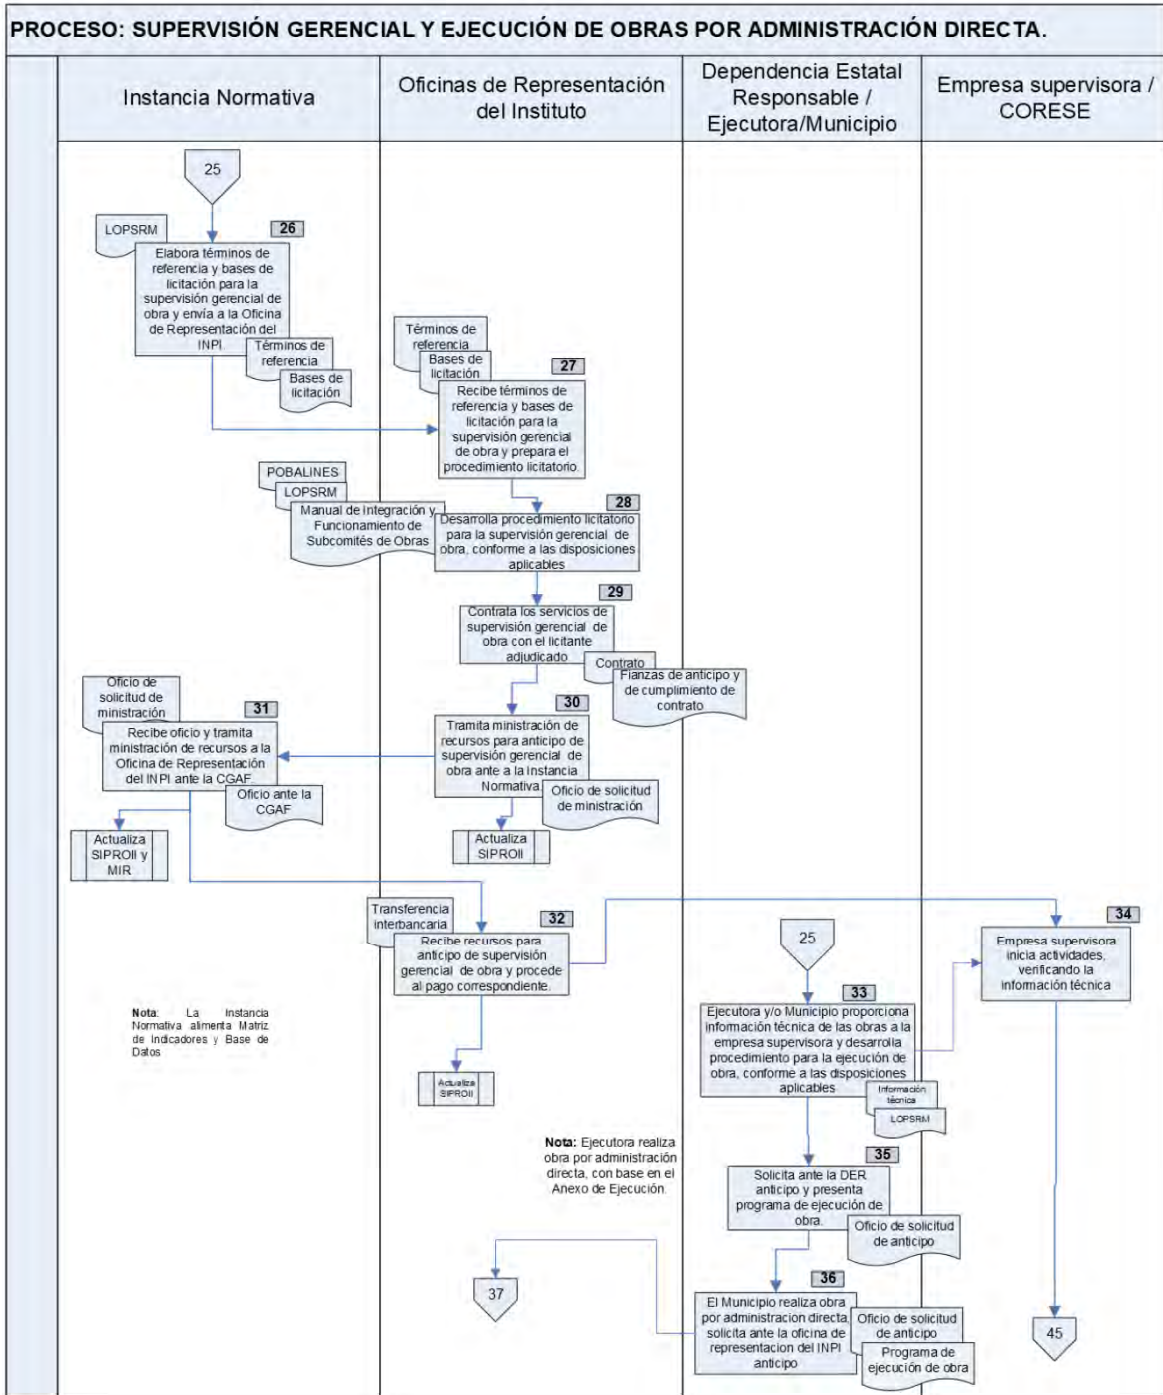 PROCESO: SUPERVISIÓN GERENCIAL Y EJECUCIÓN DE OBRAS POR ADMINISTRACIÓN DIRECTA.
Instancia Normativa
Oficinas de Representación
del Instituto
Dependencia Estatal
Responsable /
Ejecutora/Municipio
Empresa supervisora /
CORESE
25
LOPSRM
26
Elabora términos de
referencia y bases de
licitación para la
supervisión gerencial de
obra y envía a la Oficina
de Representación del
INPI.
Términos de
referencia
Bases de
licitación
Términos de
referencia
Bases de
licitación
27
Recibe términos de
referencia y bases de
licitación para la
supervisión gerencial
de obra y prepara el
procedimiento licitatorio.
POBALINES
LOPSRM
Manual de Integración y
Funcionamiento de
Subcomités de Obras
28
Desarrolla procedimiento licitatorio
para la supervisión gerencial de
obra, conforme a las disposiciones
aplicables
29
Contrata los servicios de
supervisión gerencial de
obra con el licitante
adjudicado
Contrato
Fianzas de anticipo y
de cumplimiento de
contrato
30
Tramita ministración de
recursos para anticipo de
supervisión gerencial de
obra ante a la Instancia
Normativa.
Oficio de solicitud
de ministración
Actualiza
SIPROII
Oficio de
solicitud de
ministración
31
Recibe oficio y tramita
ministración de recursos a la
Oficina de Representación
del INPI ante la CGAF.
Oficio ante la
CGAF
Actualiza
SIPROII y
MIR
Transferencia
interbancaria
32
Recibe recursos para
anticipo de supervisión
gerencial de obra y procede
al pago correspondiente.
Actualiza
SIPROII
Nota: La Instancia
Normativa alimenta Matriz
de Indicadores y Base de
Datos
25
33
Ejecutora y/o Municipio proporciona
información técnica de las obras a la
empresa supervisora y desarrolla
procedimiento para la ejecución de
obra, conforme a las disposiciones
aplicables
Información
técnica
LOPSRM
34
Empresa supervisora
inicia actividades,
verificando la
información técnica
Nota: Ejecutora realiza
obra por administración
directa, con base en el
Anexo de Ejecución
35
Solicita ante la DER
anticipo y presenta
programa de ejecución de
obra.
Oficio de solicitud
de anticipo
36
El Municipio realiza obra
por administracion directa,
solicita ante la oficina de
representacion del INPI
anticipo
Oficio de solicitud
de anticipo
Programa de
ejecución de obra
37
45